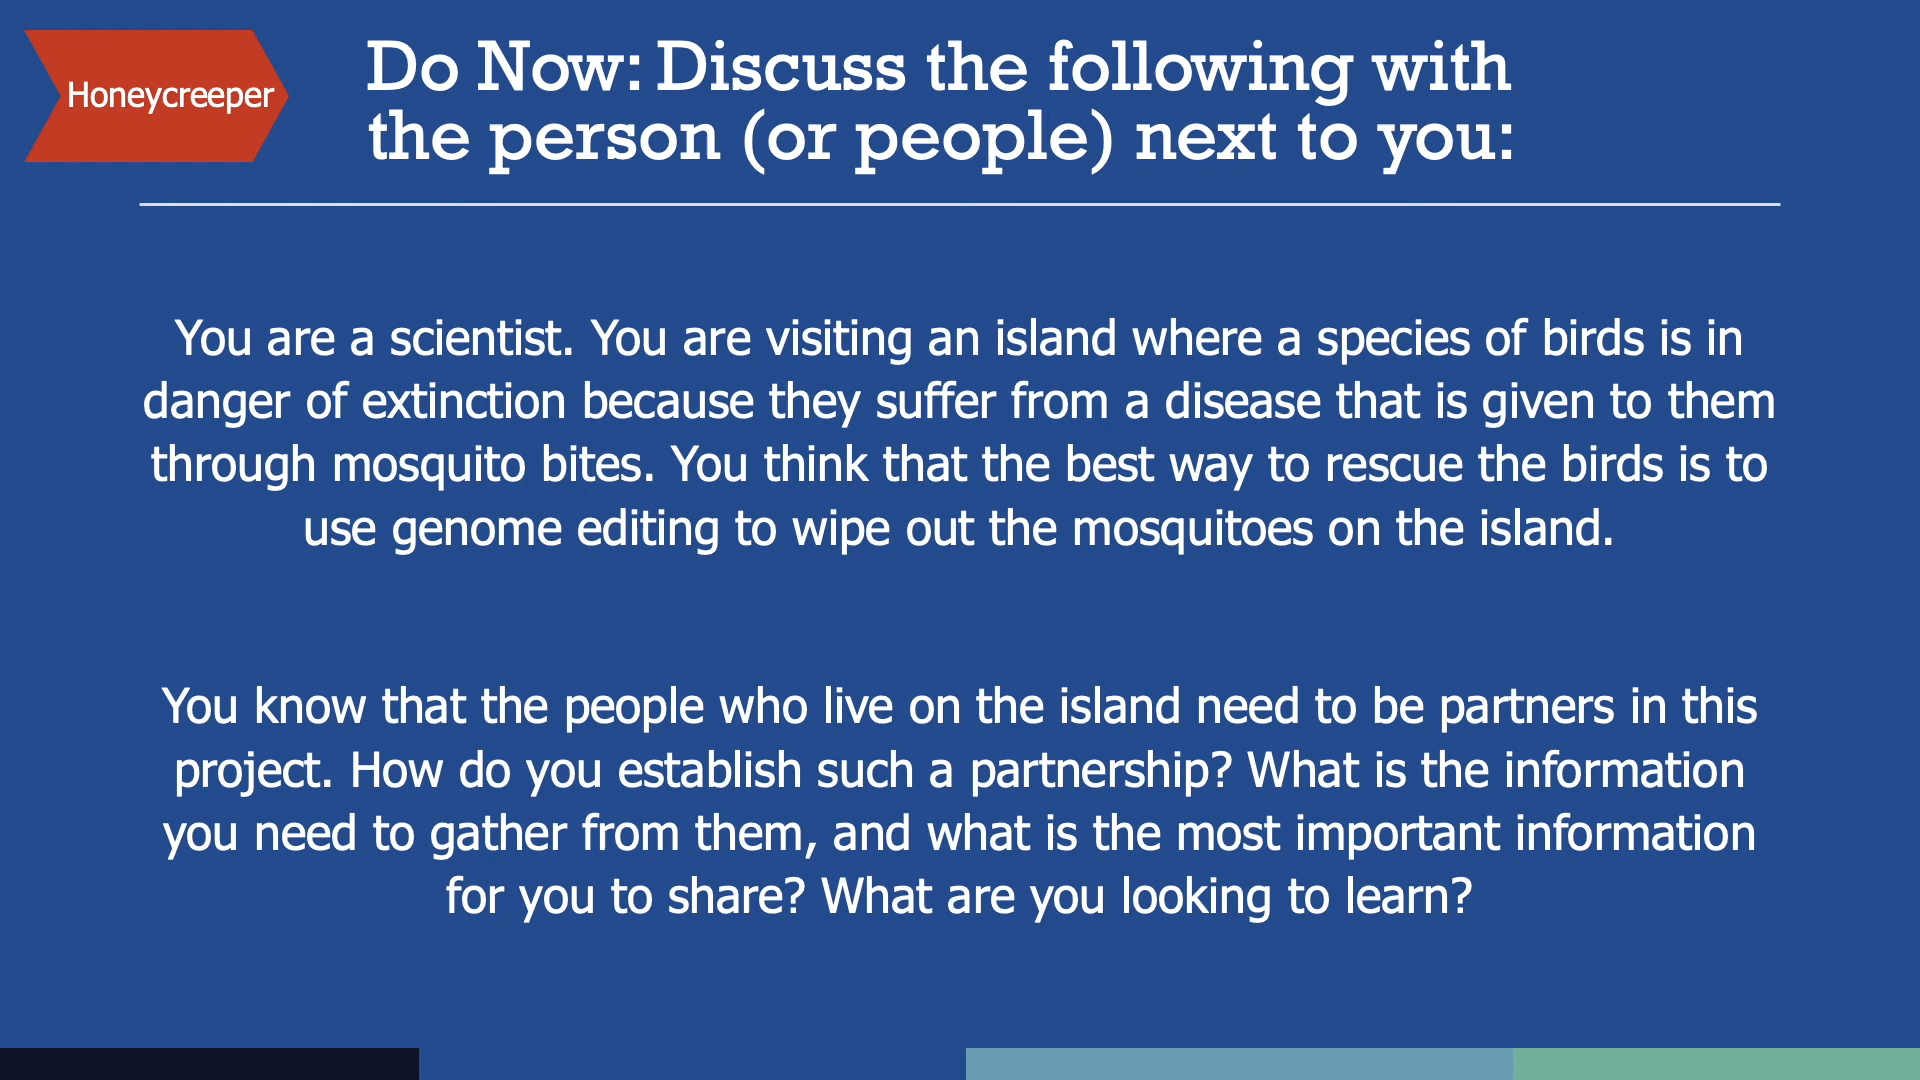 Honeycreeper
Do Now: Discuss the following with
the person (or people) next to you:
You are a scientist. You are visiting an island where a species of birds is in
danger of extinction because they suffer from a disease that is given to them
through mosquito bites. You think that the best way to rescue the birds is to
use genome editing to wipe out the mosquitoes on the island.
You know that the people who live on the island need to be partners in this
project. How do you establish such a partnership? What is the information
you need to gather from them, and what is the most important information
for you to share? What are you looking to learn?